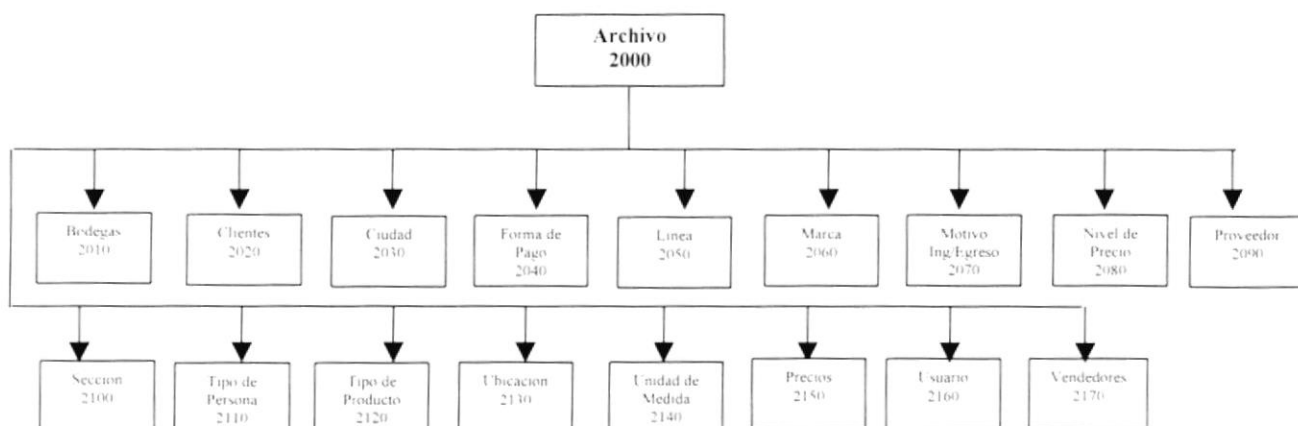 Archivo
2000
Bodegas
2010
Clientes
2020
Ciudad
2030
Forma de
Pago
2040
Linea
2050
Marca
2060
Motivo
Ing/Egreso
2070
Nivel de
Precio
2080
Proveedor
2090
Seccion
2100
Tipo de
Persona
2110
Tipo de
Producto
2120
Ubicacion
2130
Unidad de
Medida
2140
Precios
2150
Usuario
2160
Vendedores
2170